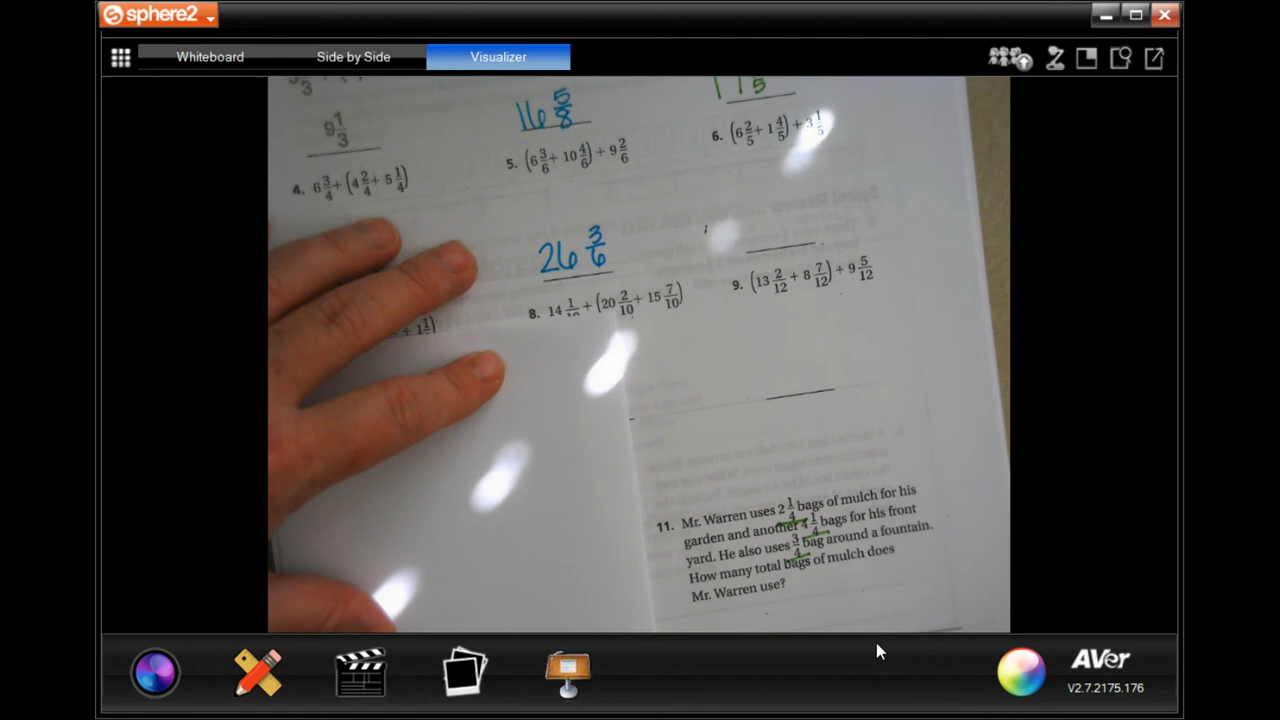 sphere2
Whiteboard Side by Side Visualizer
9 1/3
16 5/8
11 5
4. 6 3/4 + (4 2/4 + 5 1/4)
5. (6 3/6 + 10 4/6) + 9 2/6
6. (6 2/5 + 1 4/5) + 3 1/5
26 3/6
8. 14 1/10 + (20 2/10 + 15 7/10)
9. (13 2/12 + 8 7/12) + 9 5/12
11. Mr. Warren uses 2 1/4 bags of mulch for his
garden and another 4 1/4 bags for his front
yard. He also uses 3/4 bag around a fountain.
How many total bags of mulch does
Mr. Warren use?
AVer
V2.7.2175.176